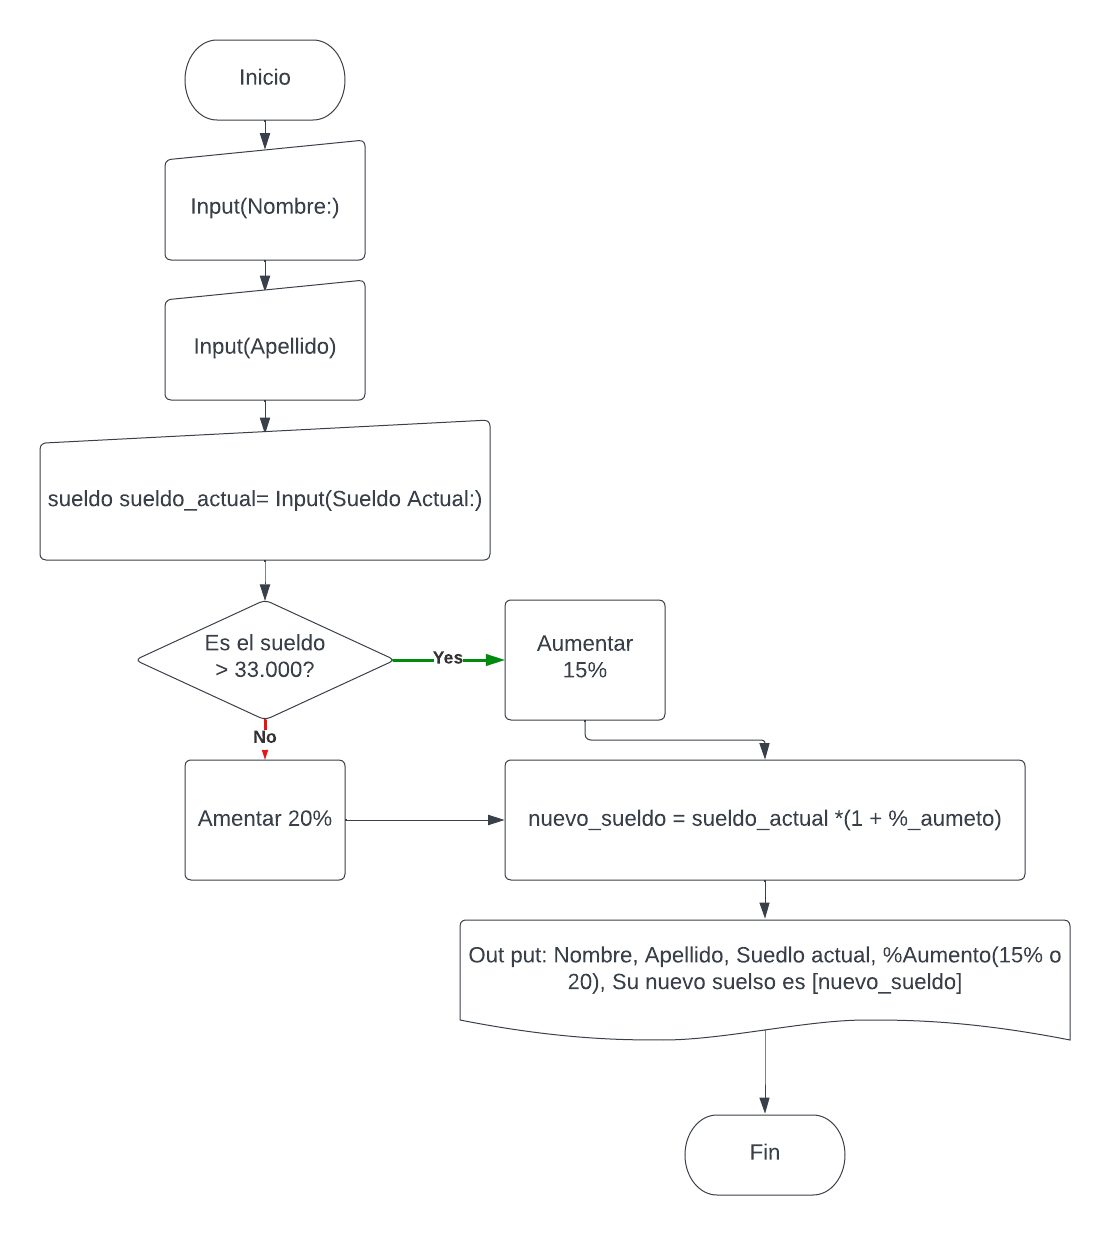 Inicio
Input(Nombre:)
Input(Apellido)
sueldo sueldo_actual= Input(Sueldo Actual:)
Es el sueldo
> 33.000?
Yes
Aumentar
15%
No
Amentar 20%
nuevo_sueldo = sueldo_actual *(1 + %_aumeto)
Out put: Nombre, Apellido, Suedlo actual, %Aumento(15% o
20), Su nuevo suelso es [nuevo_sueldo]
Fin